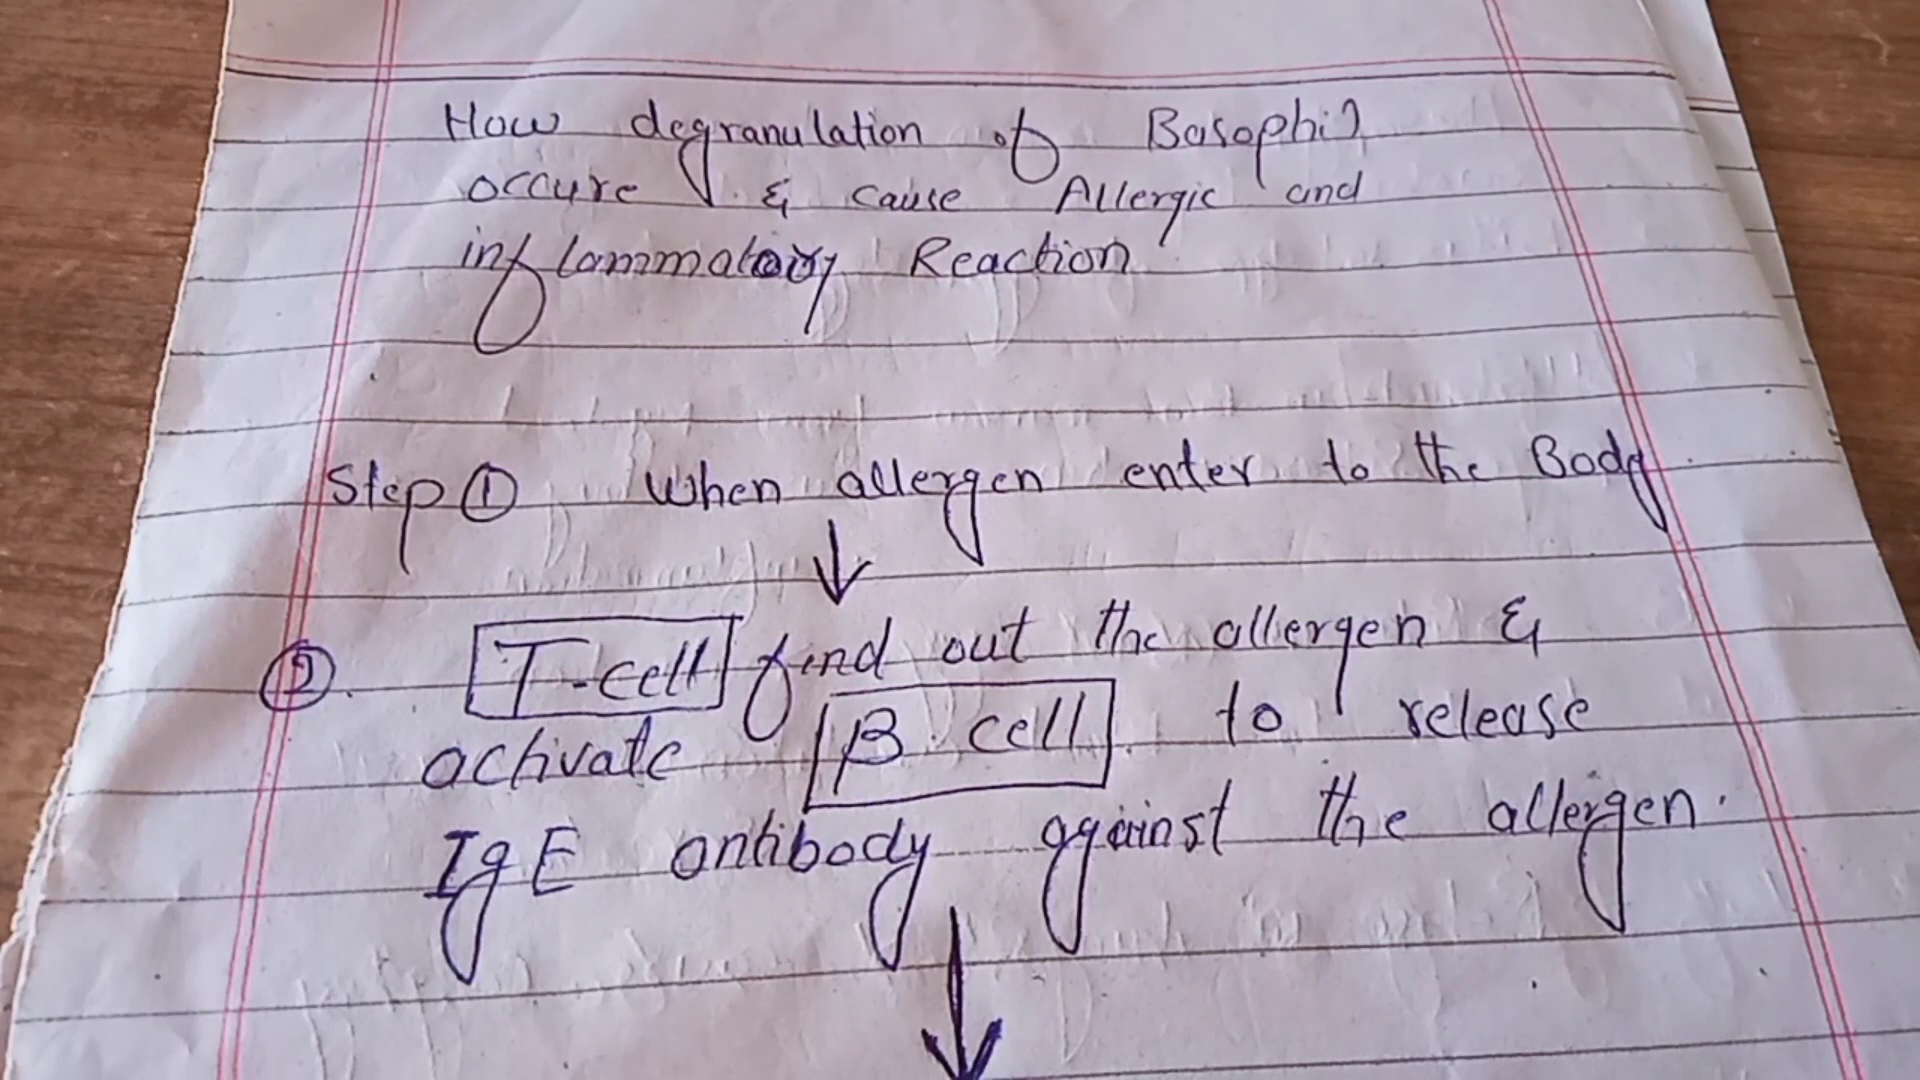 How degranulation of Basophil
occure & cause Allergic and
inflammatory Reaction
Step ① When allergen enter to the Body
② T-cell find out the allergen &
activate β cell to release
IgE antibody against the allergen.